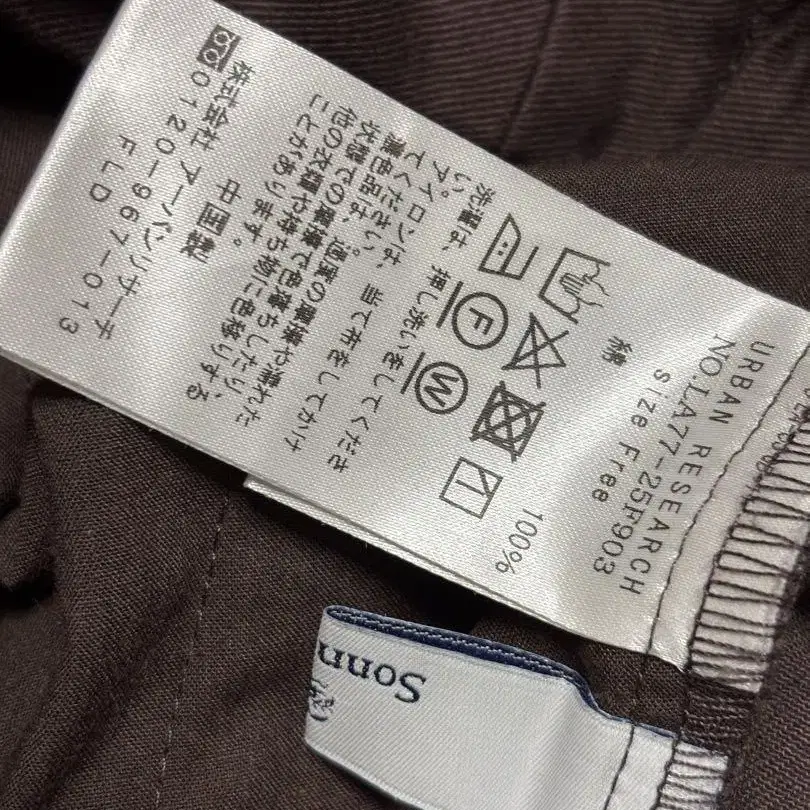 URBAN RESEARCH
NO.LA77-25F903
Size Free
綿 100%
F
W
洗濯は、押し洗いをしてくださ
い。アイロンは、当て布をしてかけ
てください。
濃色品は、過度の摩擦や濡れた
状態での摩擦で色落ちしたり、
他の衣類や持ち物に色移りする
ことがあります。
中国製
株式会社 アーバンリサーチ
0120-967-013
FLD
Sonn